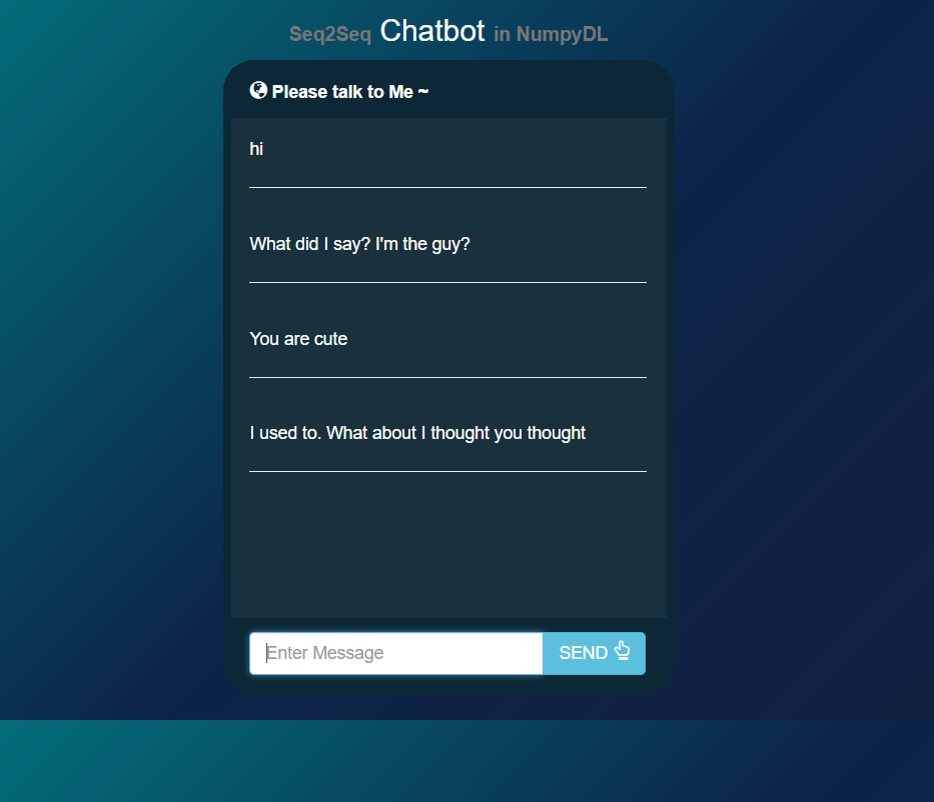 Seq2Seq Chatbot in NumpyDL
Please talk to Me ~
hi
What did I say? I'm the guy?
You are cute
I used to. What about I thought you thought
Enter Message
SEND